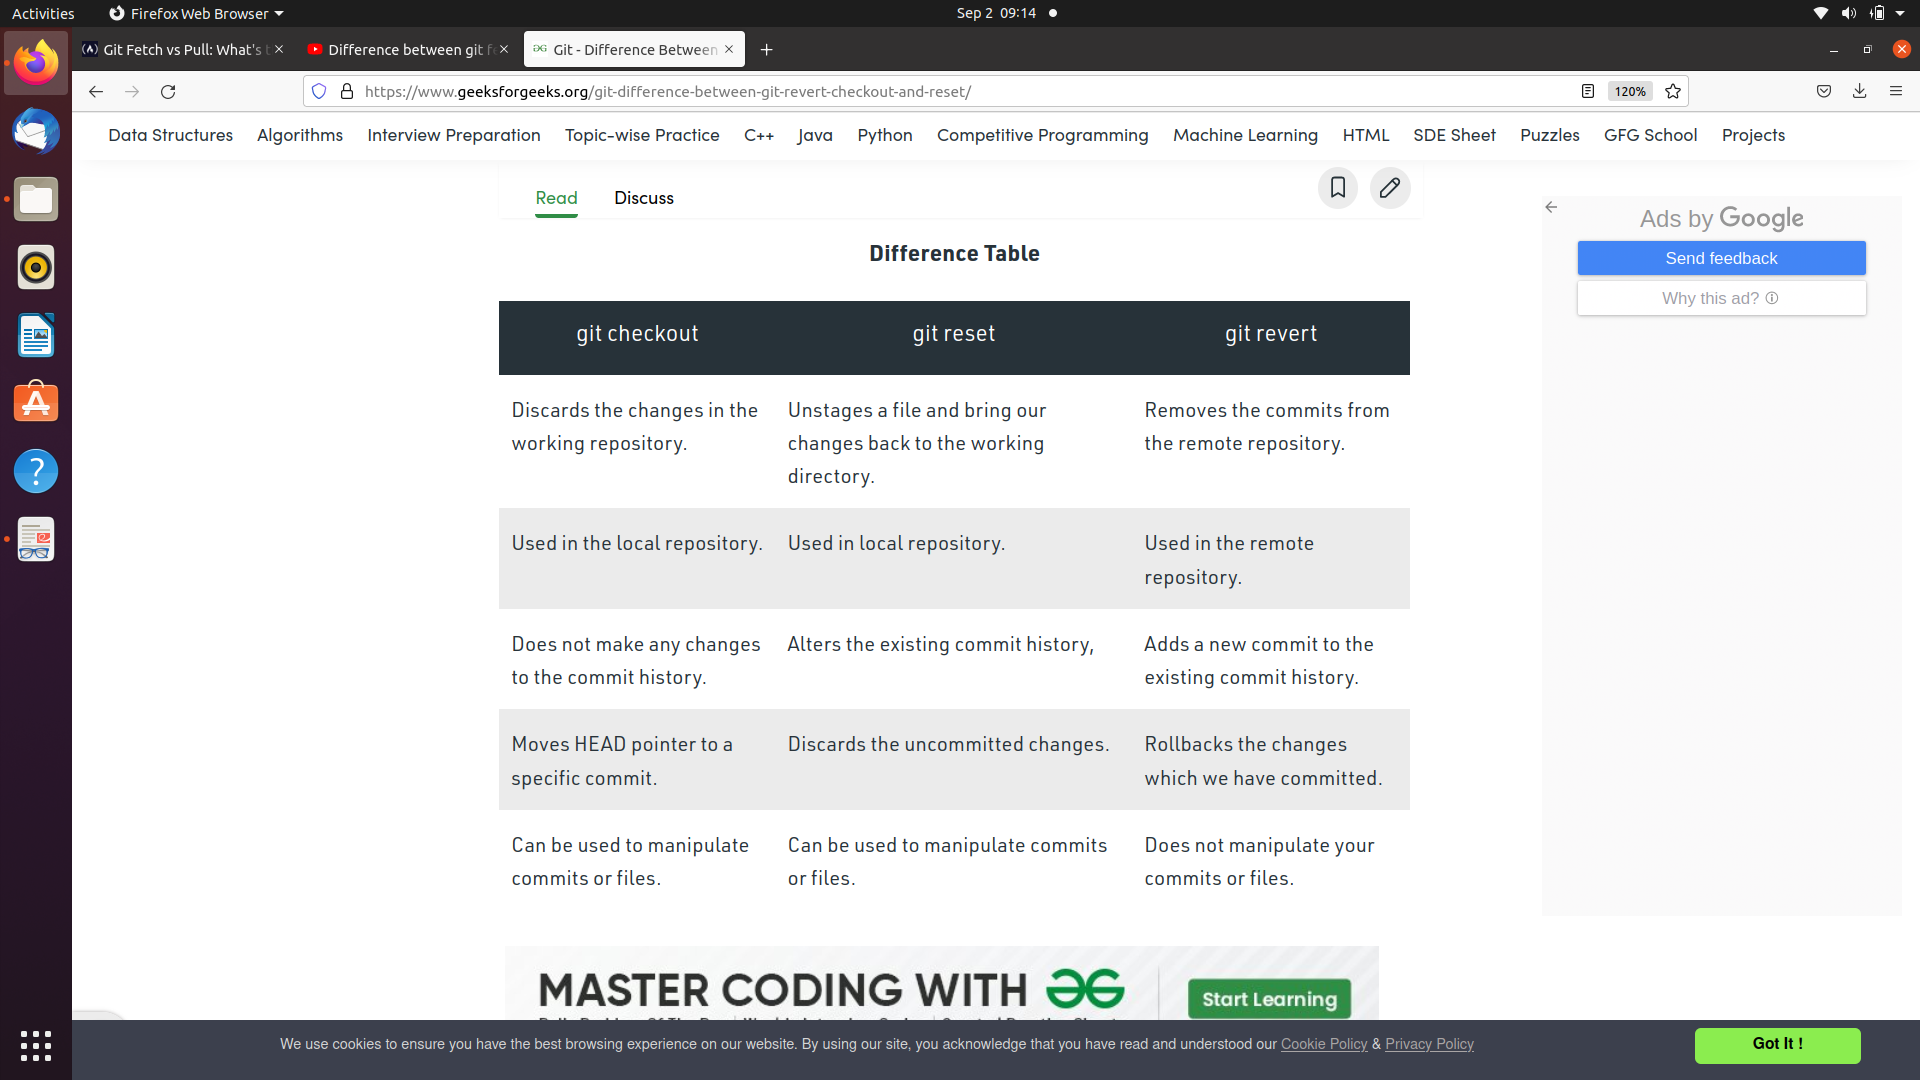 Activities
Firefox Web Browser
Sep 2 09:14
Git Fetch vs Pull: What's t
Difference between git f
Git - Difference Between
https://www.geeksforgeeks.org/git-difference-between-git-revert-checkout-and-reset/
120%
Data Structures Algorithms Interview Preparation Topic-wise Practice C++ Java Python Competitive Programming Machine Learning HTML SDE Sheet Puzzles GFG School Projects
Read Discuss
Ads by Google
Send feedback
Why this ad?
Difference Table
git checkout git reset git revert
Discards the changes in the
working repository.
Unstages a file and bring our
changes back to the working
directory.
Removes the commits from
the remote repository.
Used in the local repository.
Used in local repository.
Used in the remote
repository.
Does not make any changes
to the commit history.
Alters the existing commit history,
Adds a new commit to the
existing commit history.
Moves HEAD pointer to a
specific commit.
Discards the uncommitted changes.
Rollbacks the changes
which we have committed.
Can be used to manipulate
commits or files.
Can be used to manipulate commits
or files.
Does not manipulate your
commits or files.
MASTER CODING WITH
Start Learning
We use cookies to ensure you have the best browsing experience on our website. By using our site, you acknowledge that you have read and understood our Cookie Policy & Privacy Policy
Got It !